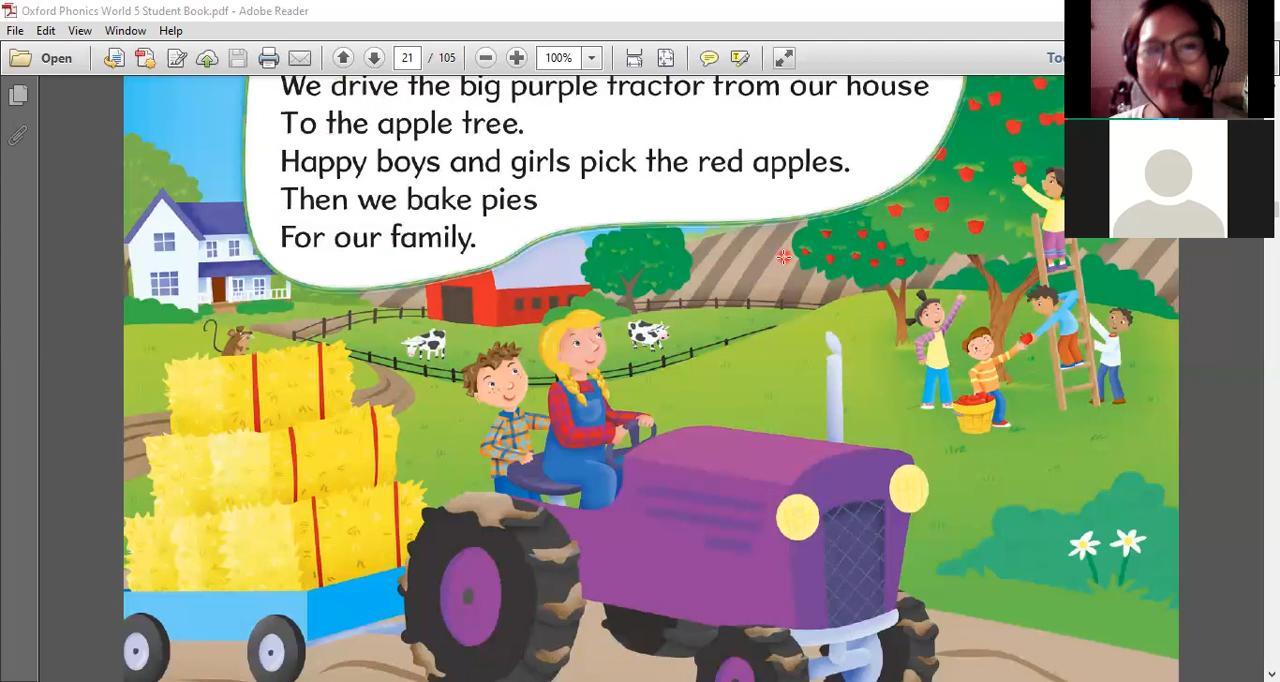 Oxford Phonics World 5 Student Book.pdf - Adobe Reader
File Edit View Window Help
Open 21 / 105 100%
We drive the big purple tractor from our house
To the apple tree.
Happy boys and girls pick the red apples.
Then we bake pies
For our family.